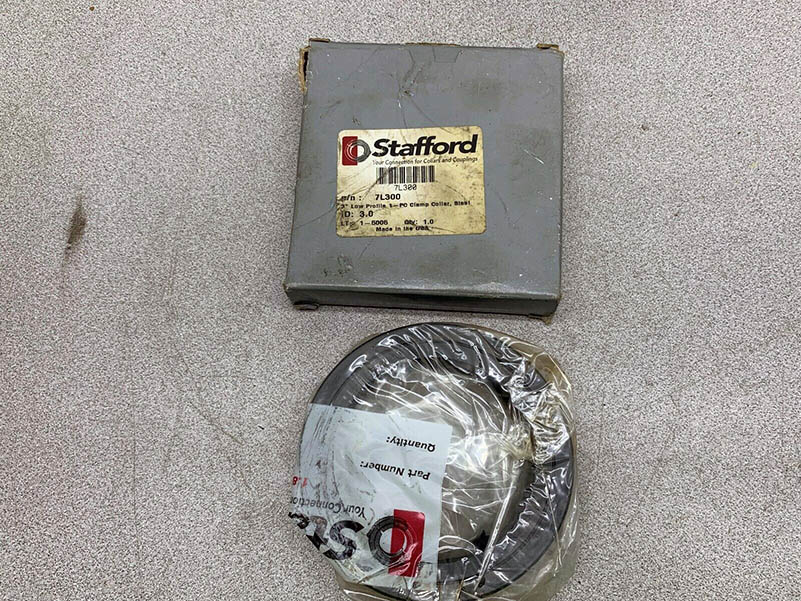 Stafford
Your Connection for Collars and Couplings
7L300
7L300
3" Low Profile 1-PC Clamp Collar, Steel
ID: 3.0
1-5006 Qty: 1.0
Made in the USA
Quantity:
Part Number:
Your Connection
St